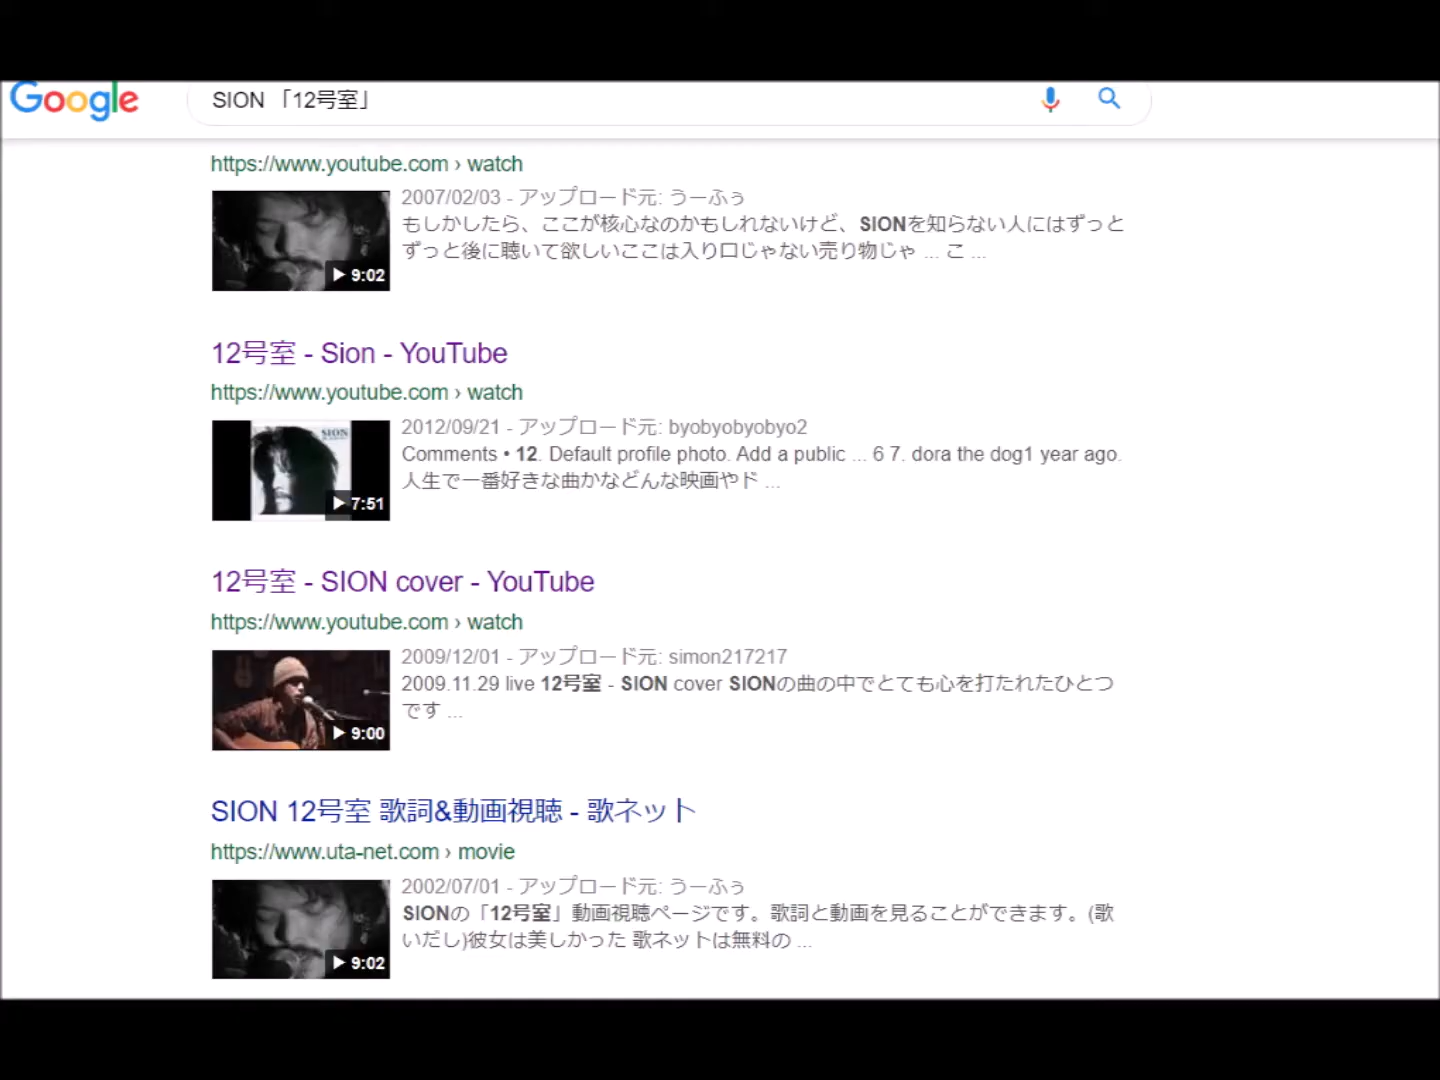 Google
SION 「12号室」
https://www.youtube.com › watch
2007/02/03 - アップロード元: うーふぅ
もしかしたら、ここが核心なのかもしれないけど、SIONを知らない人にはずっと
ずっと後に聴いて欲しいここは入り口じゃない売り物じゃ ... こ ...
9:02
12号室 - Sion - YouTube
https://www.youtube.com › watch
2012/09/21 - アップロード元: byobyobyobyo2
Comments • 12. Default profile photo. Add a public ... 6 7. dora the dog1 year ago.
人生で一番好きな曲かなどんな映画やド ...
SION
7:51
12号室 - SION cover - YouTube
https://www.youtube.com › watch
2009/12/01 - アップロード元: simon217217
2009.11.29 live 12号室 - SION cover SIONの曲の中でとても心を打たれたひとつ
です ...
9:00
SION 12号室 歌詞&動画視聴 - 歌ネット
https://www.uta-net.com › movie
2002/07/01 - アップロード元: うーふぅ
SIONの「12号室」動画視聴ページです。歌詞と動画を見ることができます。(歌
いだし)彼女は美しかった 歌ネットは無料の ...
9:02